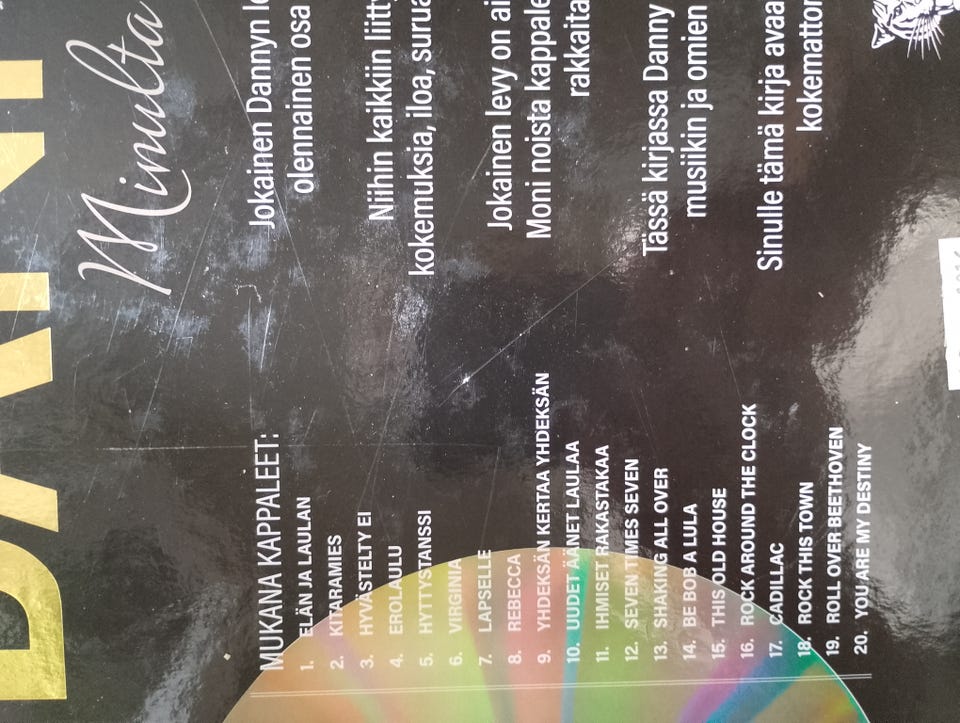 DANN
Minulta
Jokainen Dannyn
olennainen osa
Niihin kaikkiin
kokemuksia, iloa, surua
Jokainen levy on
Moni noista
rakkaita
Tässä kirjassa Danny
musiikin ja omien
Sinulle tämä kirja avaa
MUKANA KAPPALEET:
1. ELÄN JA LAULAN
2. KITARAMIES
3. HYVÄSTELTY EI
4. EROLAULU
5. HYTTYSTANSSI
6. VIRGINIA
7. LAPSELLE
8. REBECCA
9. YHDEKSÄN KERTAA YHDEKSÄN
10. UUDET ÄÄNET LAULAA
11. IHMISET RAKASTAKAA
12. SEVEN TIMES SEVEN
13. SHAKING ALL OVER
14. BE BOB A LULA
15. THIS OLD HOUSE
16. ROCK AROUND THE CLOCK
17. CADILLAC
18. ROCK THIS TOWN
19. ROLL OVER BEETHOVEN
20. YOU ARE MY DESTINY